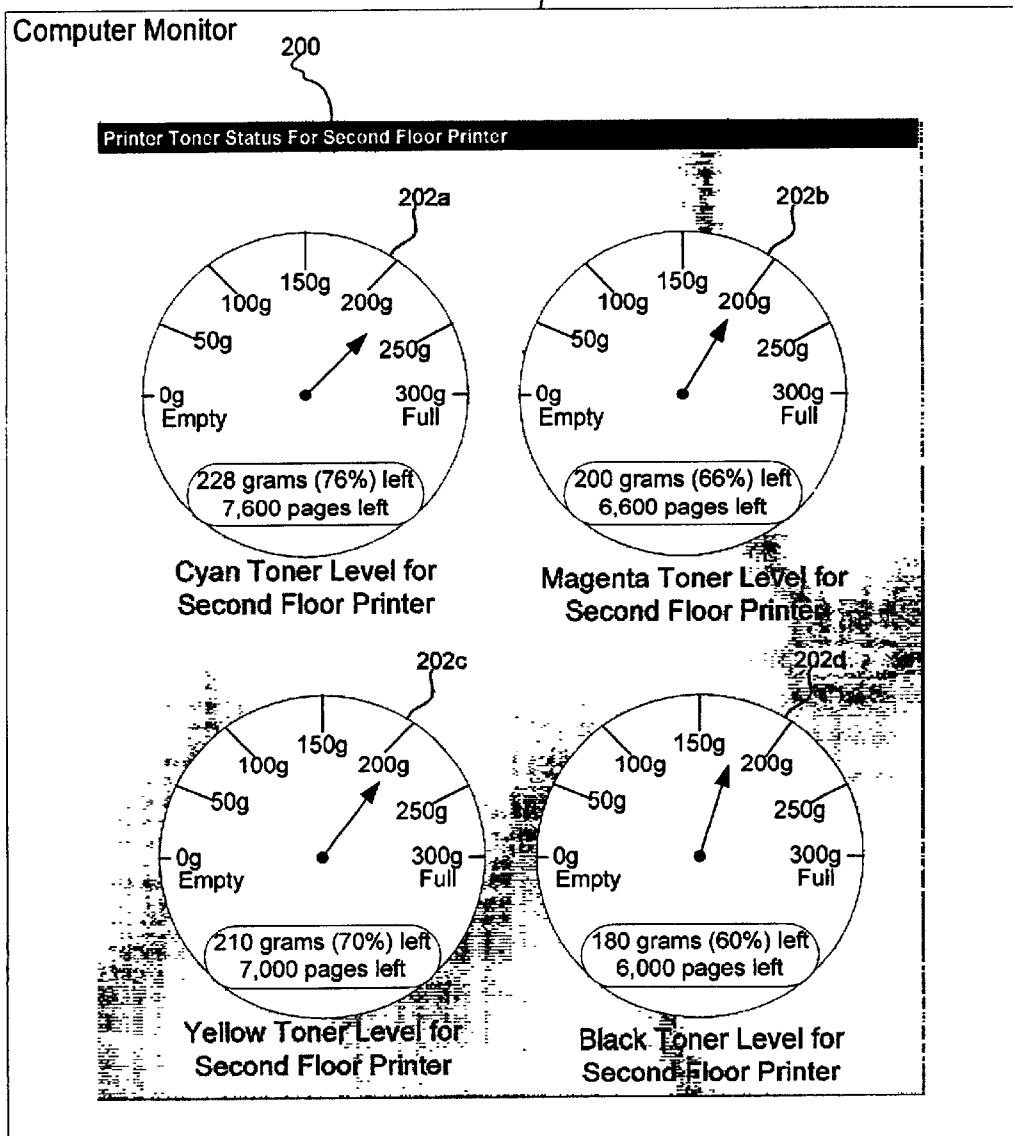 Computer Monitor
200
Printer Toner Status For Second Floor Printer
202a
150g
100g
200g
50g
250g
0g
Empty
300g
Full
228 grams (76%) left
7,600 pages left
Cyan Toner Level for
Second Floor Printer
202b
150g
100g
200g
50g
250g
0g
Empty
300g
Full
200 grams (66%) left
6,600 pages left
Magenta Toner Level for
Second Floor Printer
202c
150g
100g
200g
50g
250g
0g
Empty
300g
Full
210 grams (70%) left
7,000 pages left
Yellow Toner Level for
Second Floor Printer
202d
150g
100g
200g
50g
250g
0g
Empty
300g
Full
180 grams (60%) left
6,000 pages left
Black Toner Level for
Second Floor Printer